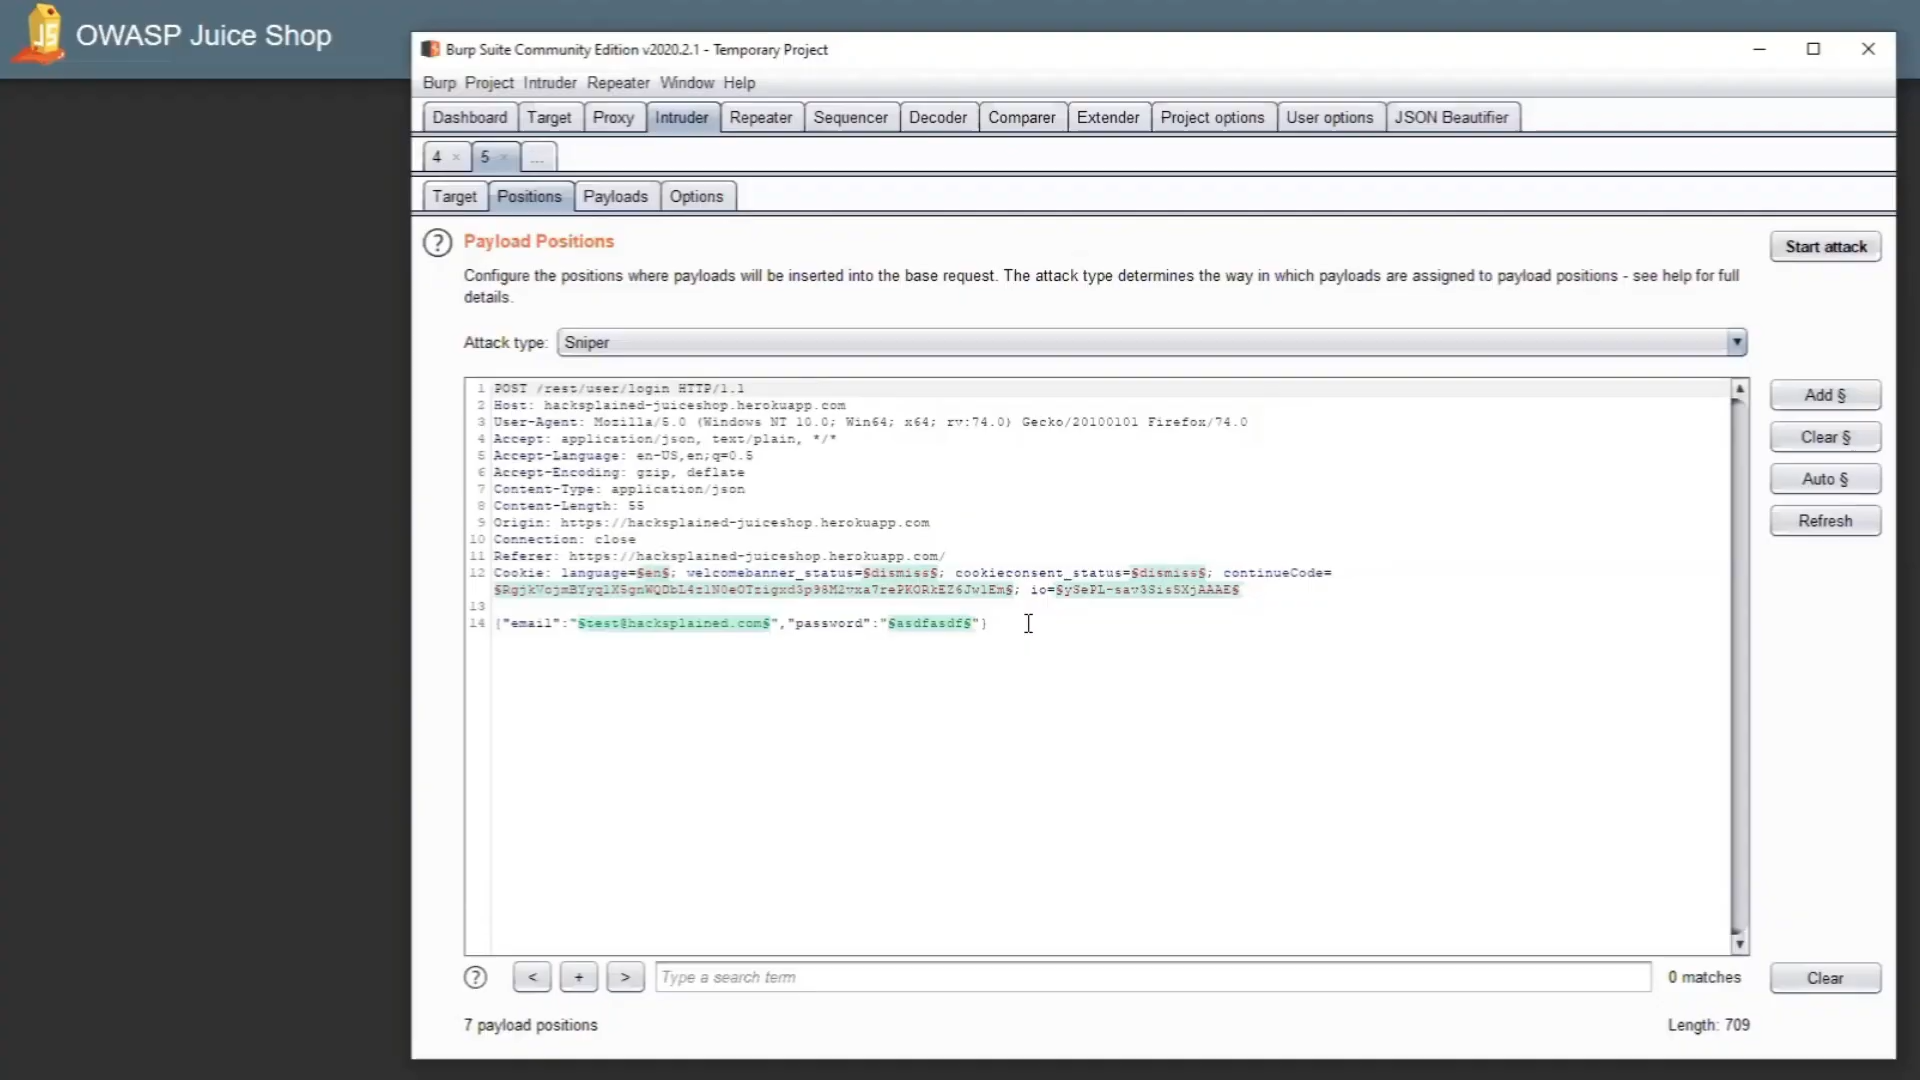 OWASP Juice Shop
Burp Suite Community Edition v2020.2.1 - Temporary Project
Burp Project Intruder Repeater Window Help
Dashboard Target Proxy Intruder Repeater Sequencer Decoder Comparer Extender Project options User options JSON Beautifier
4 × 5 × ...
Target Positions Payloads Options
? Payload Positions
Start attack
Configure the positions where payloads will be inserted into the base request. The attack type determines the way in which payloads are assigned to payload positions - see help for full
details.
Attack type: Sniper
1 POST /rest/user/login HTTP/1.1
2 Host: hacksplained-juiceshop.herokuapp.com
3 User-Agent: Mozilla/5.0 (Windows NT 10.0; Win64; x64; rv:74.0) Gecko/20100101 Firefox/74.0
4 Accept: application/json, text/plain, */*
5 Accept-Language: en-US,en;q=0.5
6 Accept-Encoding: gzip, deflate
7 Content-Type: application/json
8 Content-Length: 55
9 Origin: https://hacksplained-juiceshop.herokuapp.com
10 Connection: close
11 Referer: https://hacksplained-juiceshop.herokuapp.com/
12 Cookie: language=§en§; welcomebanner_status=§dismiss§; cookieconsent_status=§dismiss§; continueCode=
; io=§ySePL-sav3Sis5XjAAAE§
13
14 {"email":"§test@hacksplained.com§","password":"§asdfasdf§"}
Add §
Clear §
Auto §
Refresh
? < + > Type a search term 0 matches Clear
7 payload positions Length: 709